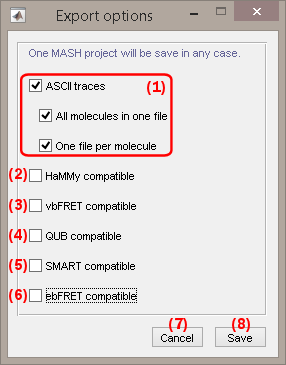 Export options
One MASH project will be save in any case.
ASCII traces (1)
All molecules in one file
One file per molecule
(2) HaMMy compatible
(3) vbFRET compatible
(4) QUB compatible
(5) SMART compatible
(6) ebFRET compatible
(7) (8)
Cancel Save